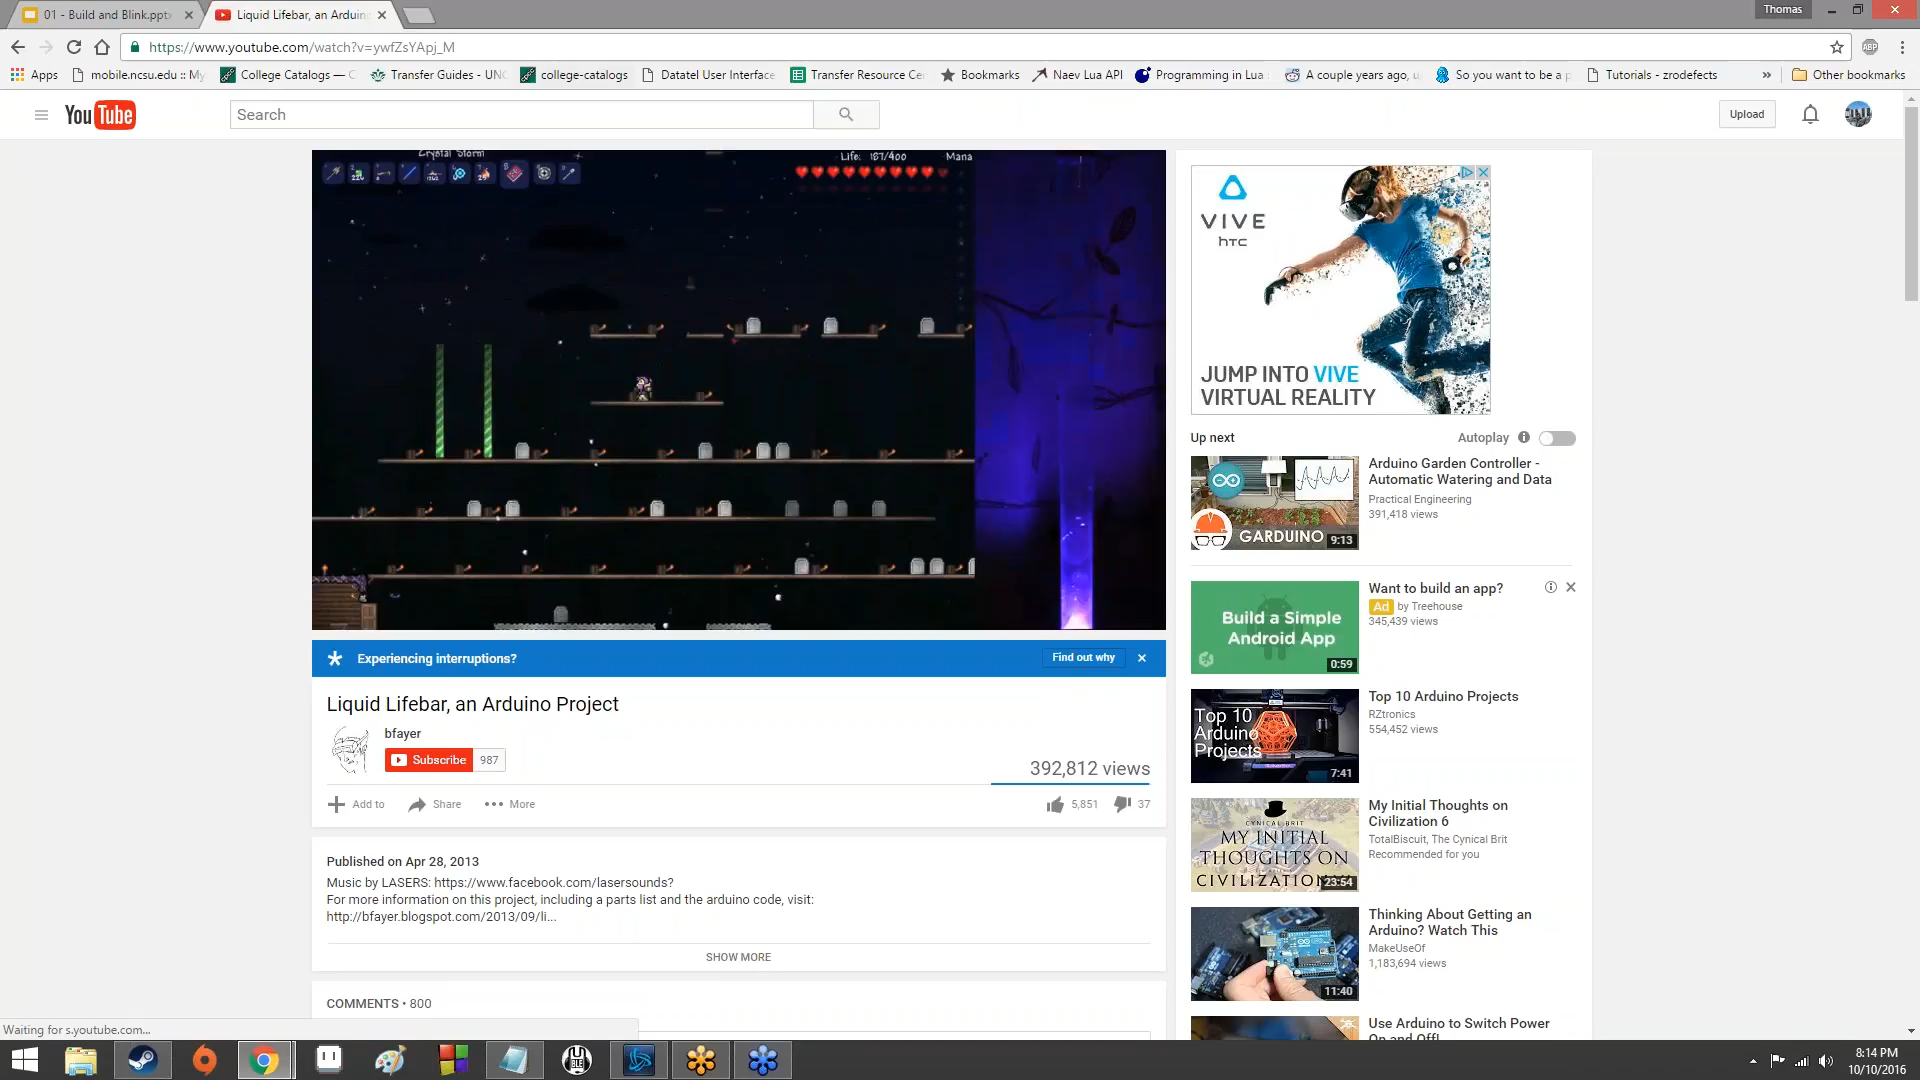 01 - Build and Blink.ppt
Liquid Lifebar, an Arduin
Thomas
https://www.youtube.com/watch?v=ywfZsYApj_M
ABP
Apps
mobile.ncsu.edu :: My
College Catalogs — C
Transfer Guides - UNC
college-catalogs
Datatel User Interface
Transfer Resource Ce
Bookmarks
Naev Lua API
Programming in Lua
A couple years ago, u
So you want to be a p
Tutorials - zrodefects
»
Other bookmarks
YouTube
Search
Upload
Crystal Storm
Life: 187/400
Mana
VIVE
htc
JUMP INTO VIVE
VIRTUAL REALITY
Up next
Autoplay
Arduino Garden Controller -
Automatic Watering and Data
Practical Engineering
391,418 views
GARDUINO
9:13
Want to build an app?
Ad by Treehouse
345,439 views
Build a Simple
Android App
0:59
Experiencing interruptions?
Find out why
Liquid Lifebar, an Arduino Project
bfayer
Subscribe
987
392,812 views
Add to
Share
More
5,851
37
Top 10 Arduino Projects
RZtronics
554,452 views
Top 10
Arduino
Projects
7:41
My Initial Thoughts on
Civilization 6
TotalBiscuit, The Cynical Brit
Recommended for you
CYNICAL BRIT
MY INITIAL
THOUGHTS ON
CIVILIZATION
23:54
Published on Apr 28, 2013
Music by LASERS: https://www.facebook.com/lasersounds?
For more information on this project, including a parts list and the arduino code, visit:
http://bfayer.blogspot.com/2013/09/li...
SHOW MORE
Thinking About Getting an
Arduino? Watch This
MakeUseOf
1,183,694 views
11:40
COMMENTS • 800
Use Arduino to Switch Power
On and Off!
Waiting for s.youtube.com...
8:14 PM
10/10/2016